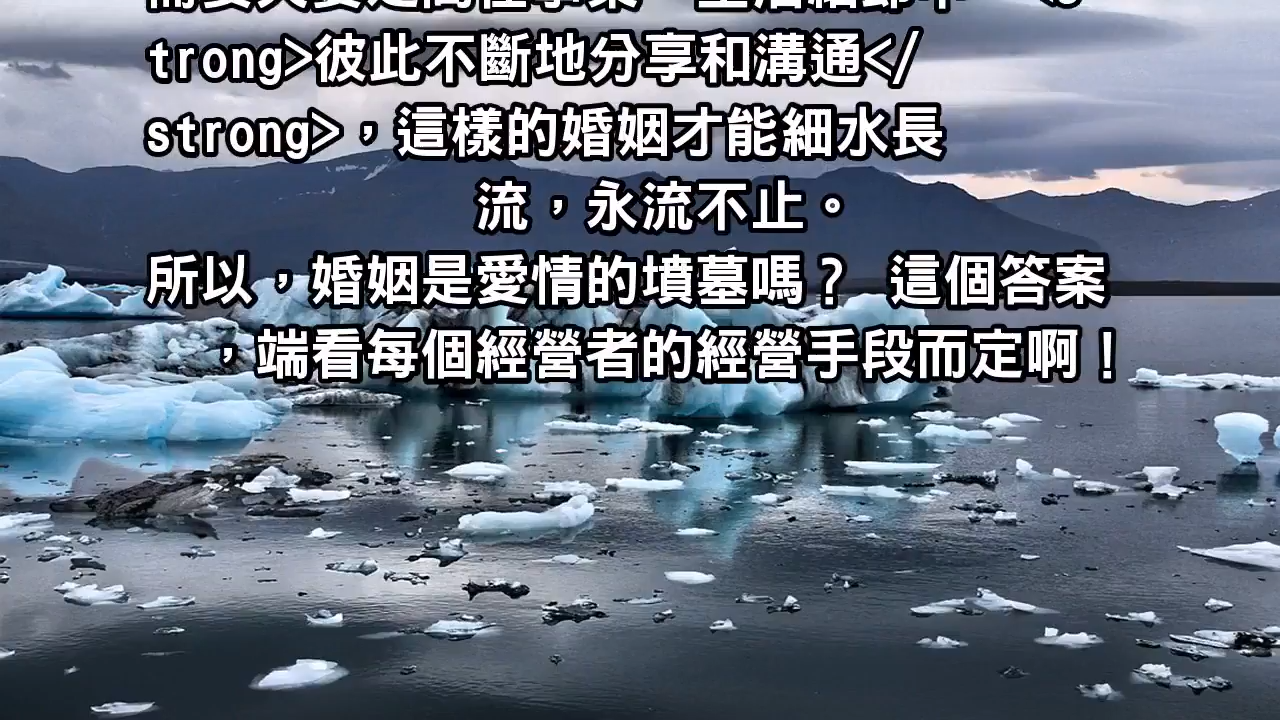 trong>彼此不斷地分享和溝通</
strong>，這樣的婚姻才能細水長
流，永流不止。
所以，婚姻是愛情的墳墓嗎？ 這個答案
，端看每個經營者的經營手段而定啊！